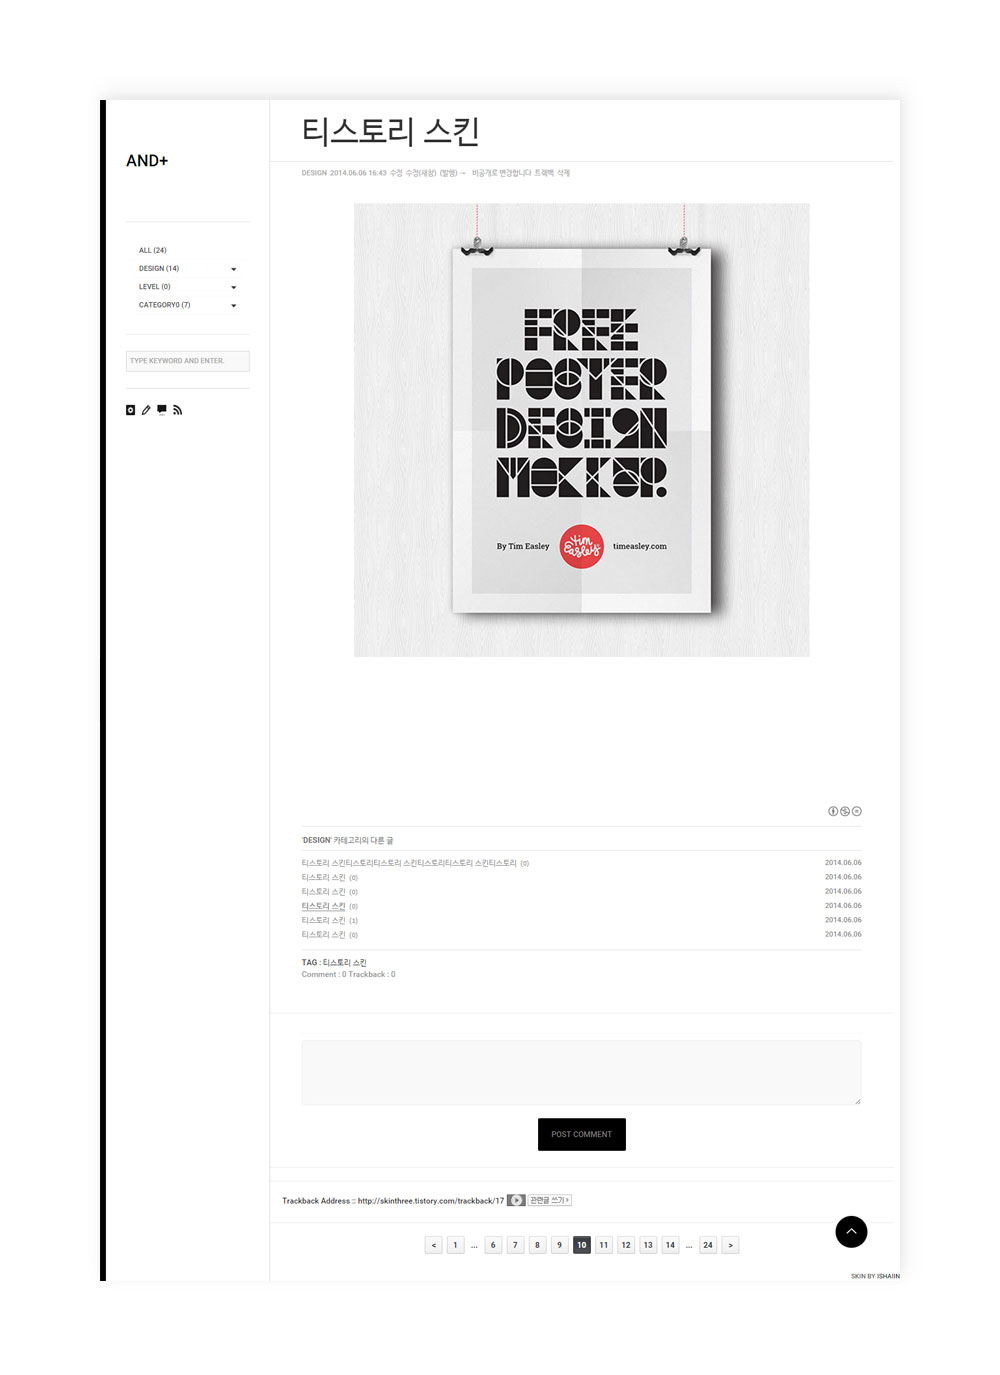 AND+
ALL (24)
DESIGN (14)
LEVEL (0)
CATEGORY0 (7)
TYPE KEYWORD AND ENTER.
티스토리 스킨
DESIGN 2014.06.06 16:43 수정 수정(새창) (발행)→ 비공개로 변경합니다 트랙백 삭제
FREE
POSTER
DESIGN
MOCKUP.
By Tim Easley
Tim Easley
timeasley.com
'DESIGN' 카테고리의 다른 글
티스토리 스킨티스토리티스토리 스킨티스토리티스토리 스킨티스토리 (0) 2014.06.06
티스토리 스킨 (0) 2014.06.06
티스토리 스킨 (0) 2014.06.06
티스토리 스킨 (0) 2014.06.06
티스토리 스킨 (1) 2014.06.06
티스토리 스킨 (0) 2014.06.06
TAG : 티스토리 스킨
Comment : 0 Trackback : 0
POST COMMENT
Trackback Address :: http://skinthree.tistory.com/trackback/17 관련글 쓰기
< 1 ... 6 7 8 9 10 11 12 13 14 ... 24 >
SKIN BY ISHAIIN